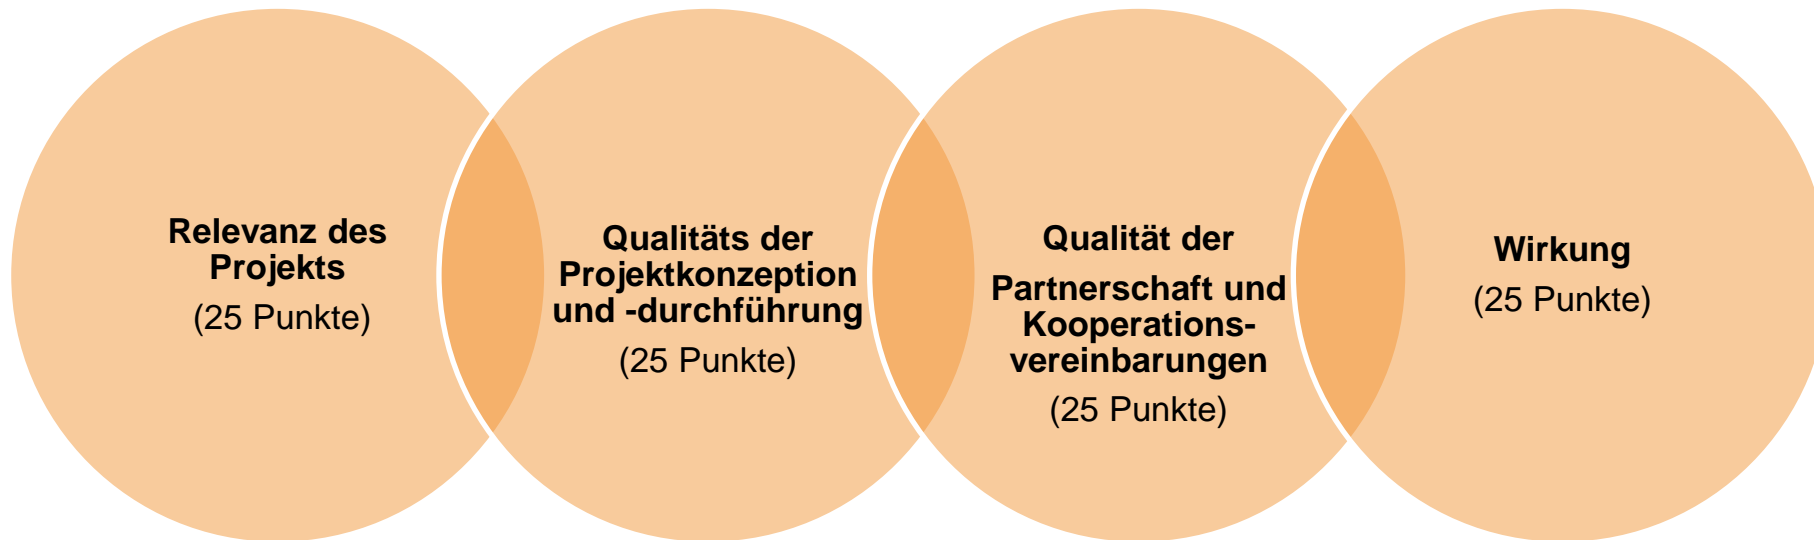 Relevanz des
Projekts
(25 Punkte)
Qualitäts der
Projektkonzeption
und -durchführung
(25 Punkte)
Qualität der
Partnerschaft und
Kooperations-
vereinbarungen
(25 Punkte)
Wirkung
(25 Punkte)